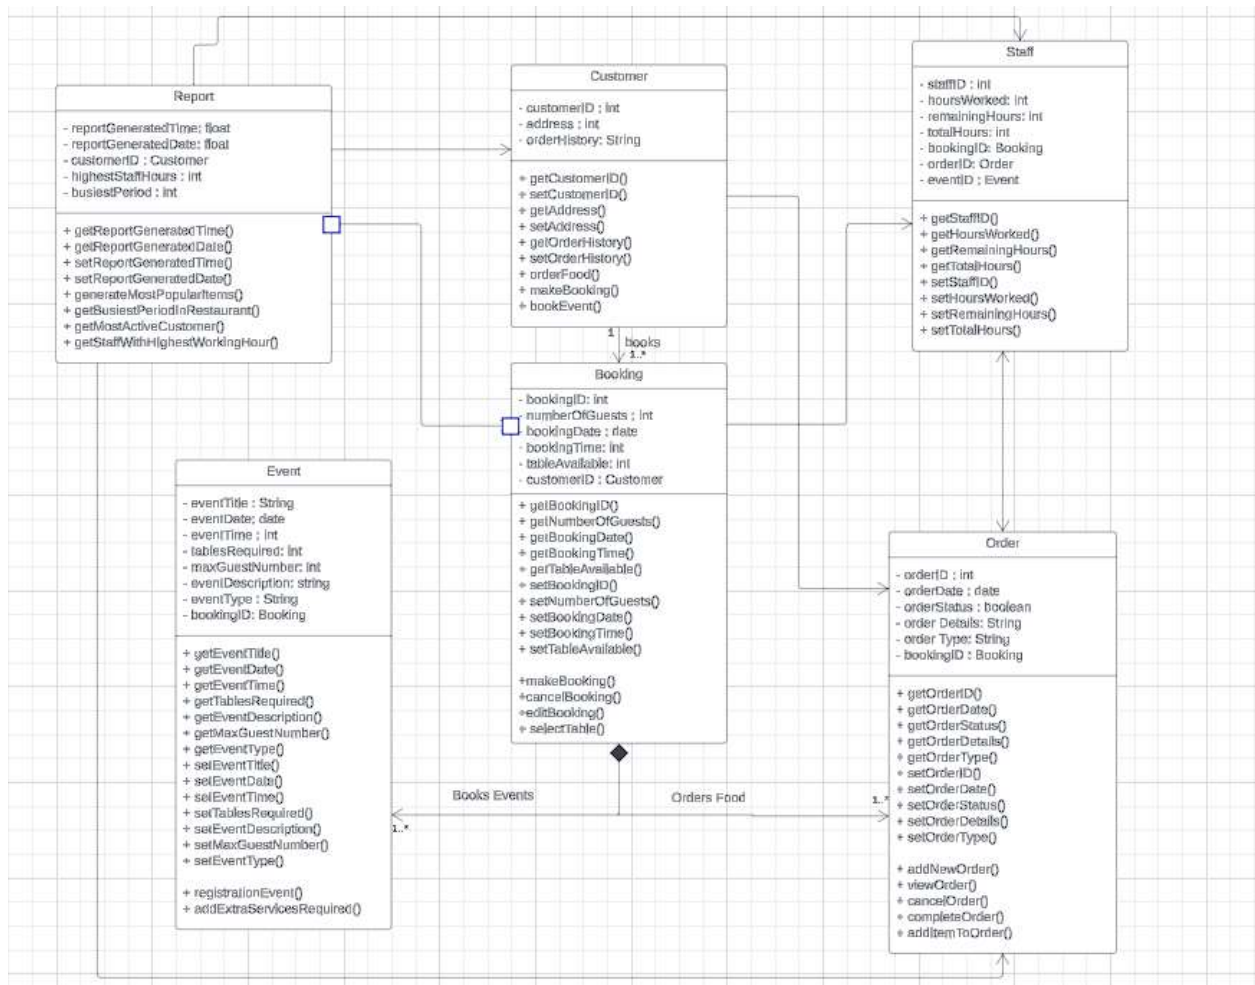 Report
- reportGeneratedTime: float
- reportGeneratedDate: float
- customerID : Customer
- highestStaffHours : int
- busiestPeriod : int
+ getReportGeneratedTime()
+ getReportGeneratedDate()
+ setReportGeneratedTime()
+ setReportGeneratedDate()
+ generateMostPopularItems()
+ getBusiestPeriodInRestaurant()
+ getMostActiveCustomer()
+ getStaffWithHighestWorkingHour()
Customer
- customerID : int
- address : int
- orderHistory: String
+ getCustomerID()
+ setCustomerID()
+ getAddress()
+ setAddress()
+ getOrderHistory()
+ setOrderHistory()
+ orderFood()
+ makeBooking()
+ bookEvent()
1
books
1..*
Staff
- staffID : int
- hoursWorked: int
- remainingHours: int
- totalHours: int
- bookingID: Booking
- orderID: Order
- eventID : Event
+ getStaffID()
+ getHoursWorked()
+ getRemainingHours()
+ getTotalHours()
+ setStaffID()
+ setHoursWorked()
+ setRemainingHours()
+ setTotalHours()
Booking
- bookingID: int
- numberOfGuests : int
- bookingDate : date
- bookingTime: int
- tableAvailable: int
- customerID : Customer
+ getBookingID()
+ getNumberOfGuests()
+ getBookingDate()
+ getBookingTime()
+ getTableAvailable()
+ setBookingID()
+ setNumberOfGuests()
+ setBookingDate()
+ setBookingTime()
+ setTableAvailable()
+makeBooking()
+cancelBooking()
+editBooking()
+ selectTable()
Event
- eventTitle : String
- eventDate: date
- eventTime : int
- tablesRequired: int
- maxGuestNumber: int
- eventDescription: string
- eventType : String
- bookingID: Booking
+ getEventTitle()
+ getEventDate()
+ getEventTime()
+ getTablesRequired()
+ getEventDescription()
+ getMaxGuestNumber()
+ getEventType()
+ setEventTitle()
+ setEventDate()
+ setEventTime()
+ setTablesRequired()
+ setEventDescription()
+ setMaxGuestNumber()
+ setEventType()
+ registrationEvent()
+ addExtraServicesRequired()
Books Events
1..*
Orders Food
1..*
Order
- orderID : int
- orderDate : date
- orderStatus : boolean
- order Details: String
- order Type: String
- bookingID : Booking
+ getOrderID()
+ getOrderDate()
+ getOrderStatus()
+ getOrderDetails()
+ getOrderType()
+ setOrderID()
+ setOrderDate()
+ setOrderStatus()
+ setOrderDetails()
+ setOrderType()
+ addNewOrder()
+ viewOrder()
+ cancelOrder()
+ completeOrder()
+ addItemToOrder()